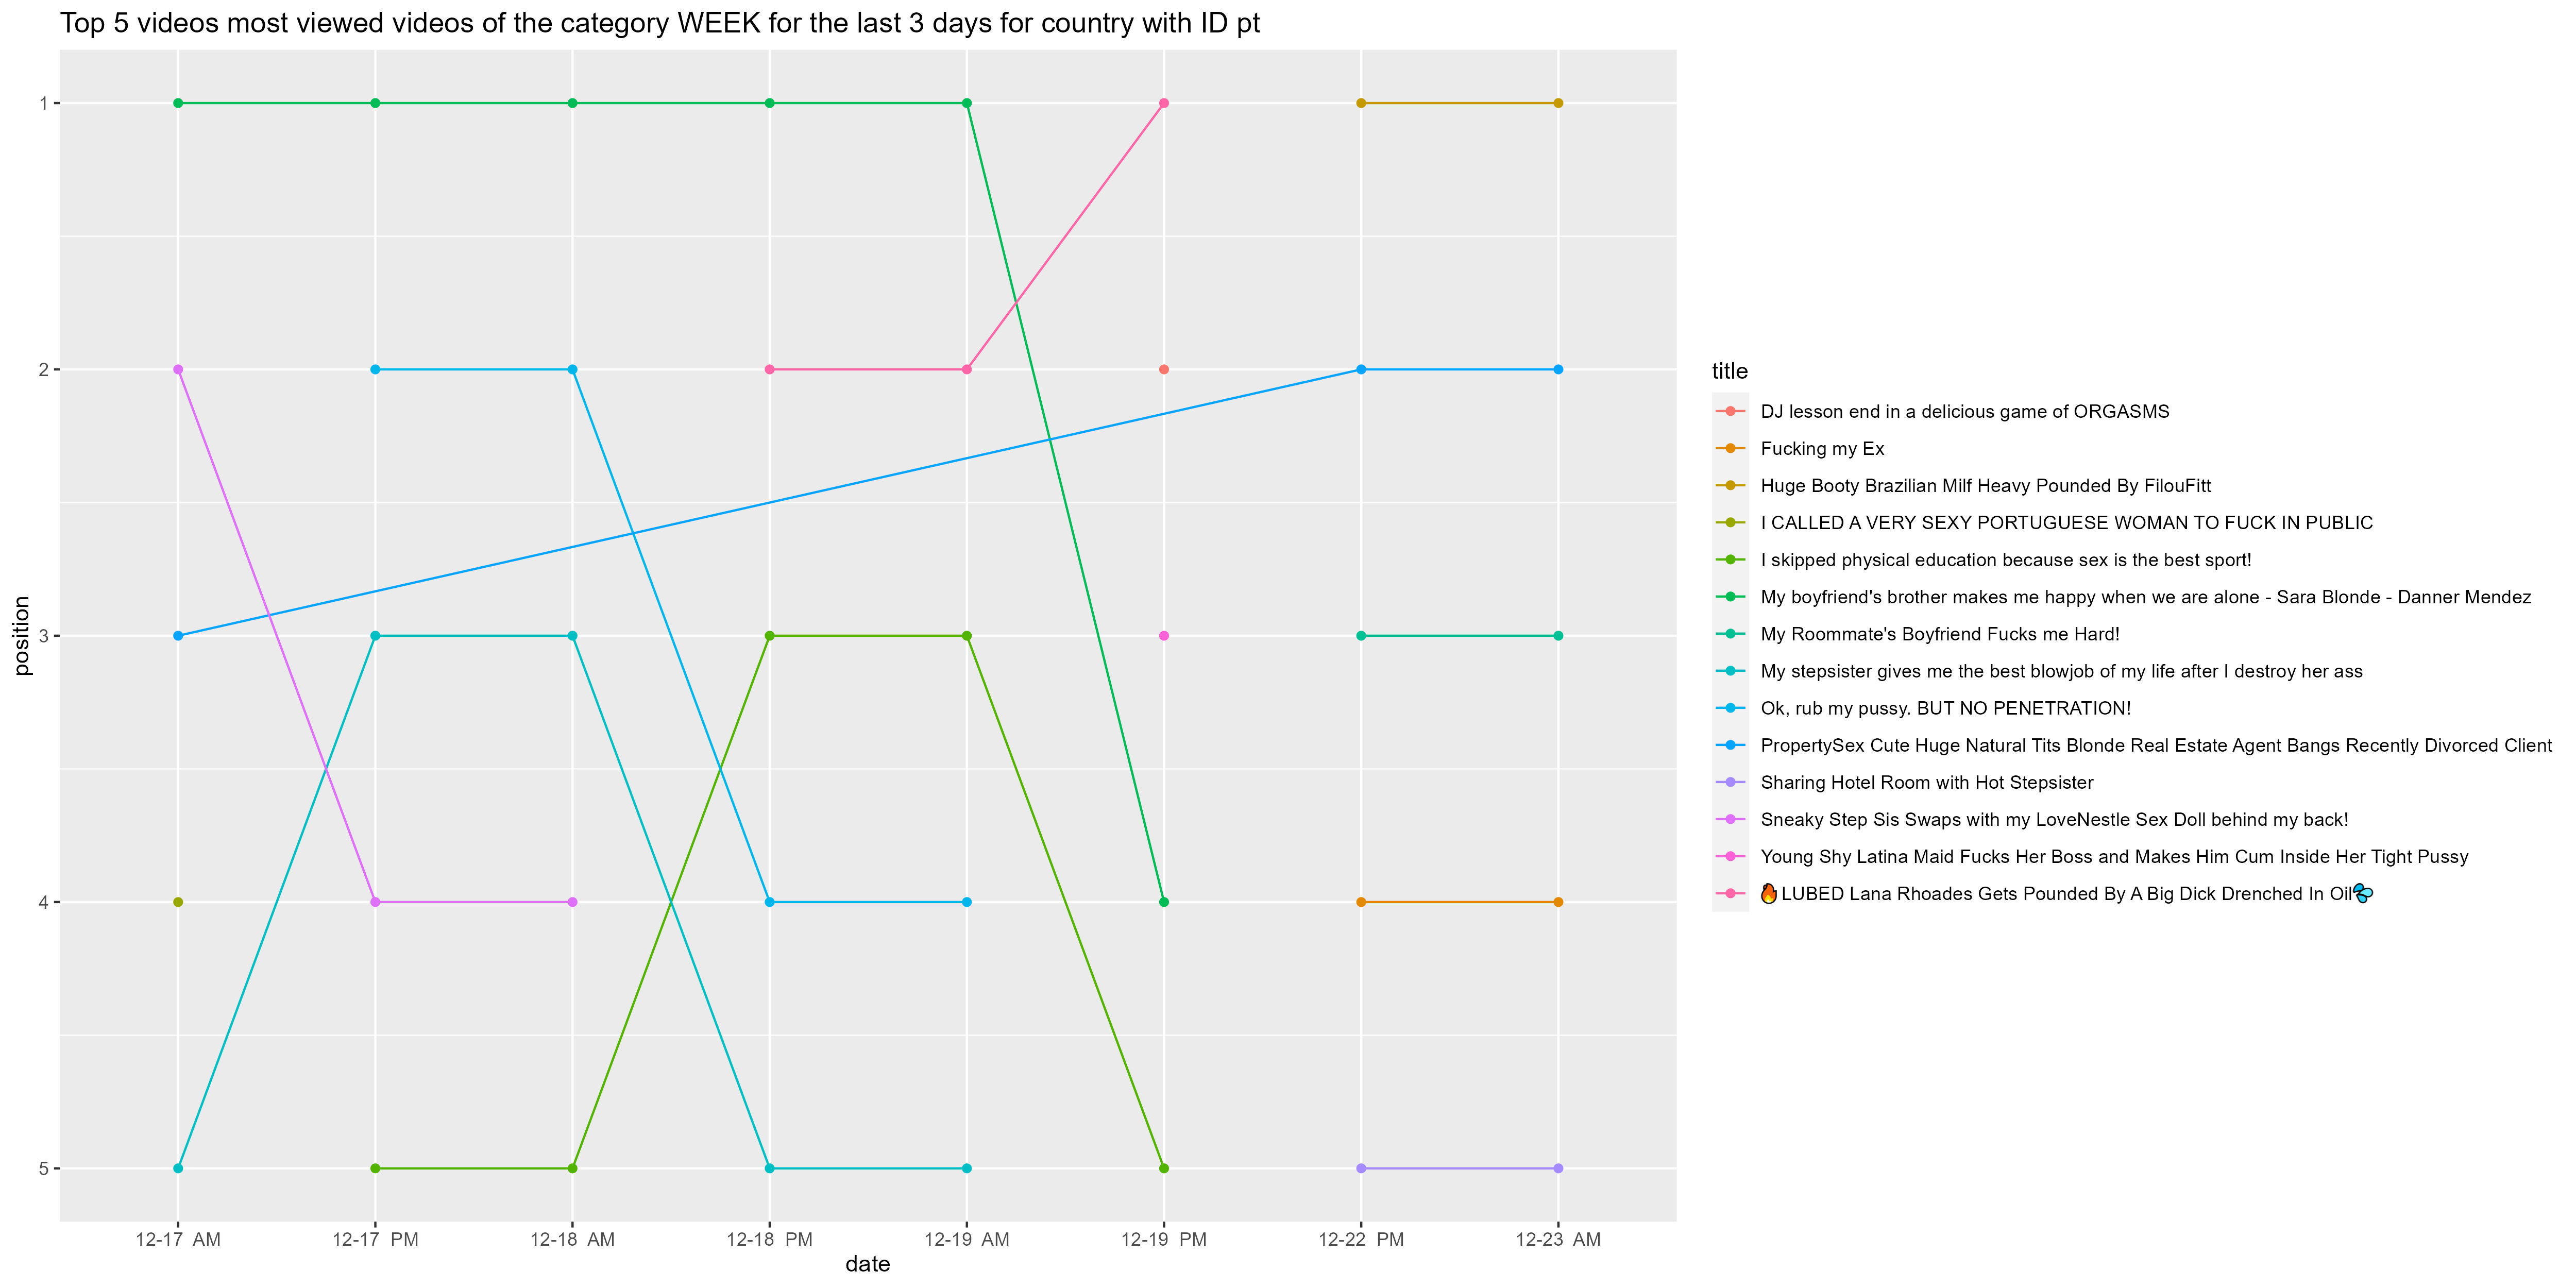 Top 5 videos most viewed videos of the category WEEK for the last 3 days for country with ID pt
position
1
2
3
4
5
12-17 AM
12-17 PM
12-18 AM
12-18 PM
12-19 AM
12-19 PM
12-22 PM
12-23 AM
date
title
DJ lesson end in a delicious game of ORGASMS
Fucking my Ex
Huge Booty Brazilian Milf Heavy Pounded By FilouFitt
I CALLED A VERY SEXY PORTUGUESE WOMAN TO FUCK IN PUBLIC
I skipped physical education because sex is the best sport!
My boyfriend's brother makes me happy when we are alone - Sara Blonde - Danner Mendez
My Roommate's Boyfriend Fucks me Hard!
My stepsister gives me the best blowjob of my life after I destroy her ass
Ok, rub my pussy. BUT NO PENETRATION!
PropertySex Cute Huge Natural Tits Blonde Real Estate Agent Bangs Recently Divorced Client
Sharing Hotel Room with Hot Stepsister
Sneaky Step Sis Swaps with my LoveNestle Sex Doll behind my back!
Young Shy Latina Maid Fucks Her Boss and Makes Him Cum Inside Her Tight Pussy
🔥LUBED Lana Rhoades Gets Pounded By A Big Dick Drenched In Oil💦